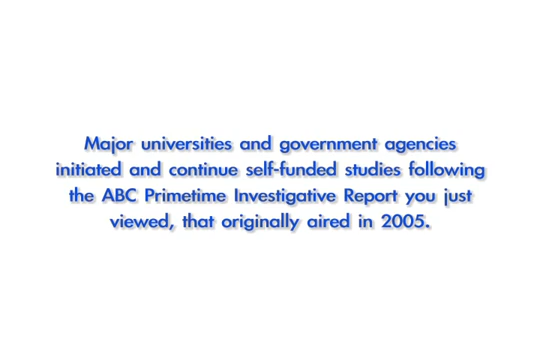 Major universities and government agencies
initiated and continue self-funded studies following
the ABC Primetime Investigative Report you just
viewed, that originally aired in 2005.